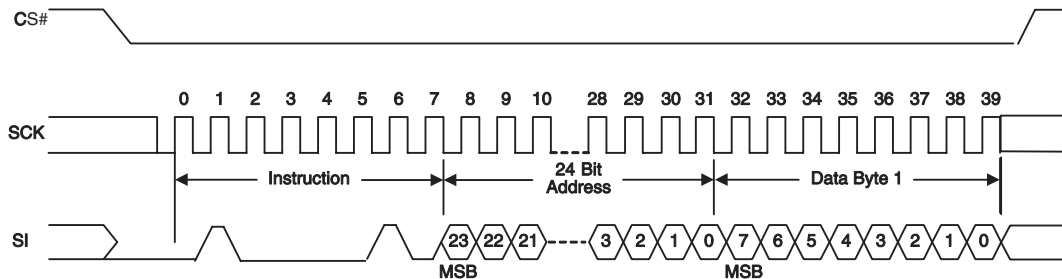 CS#
0 1 2 3 4 5 6 7 8 9 10 28 29 30 31 32 33 34 35 36 37 38 39
SCK
Instruction
24 Bit
Address
Data Byte 1
SI
23 22 21 3 2 1 0 7 6 5 4 3 2 1 0
MSB MSB